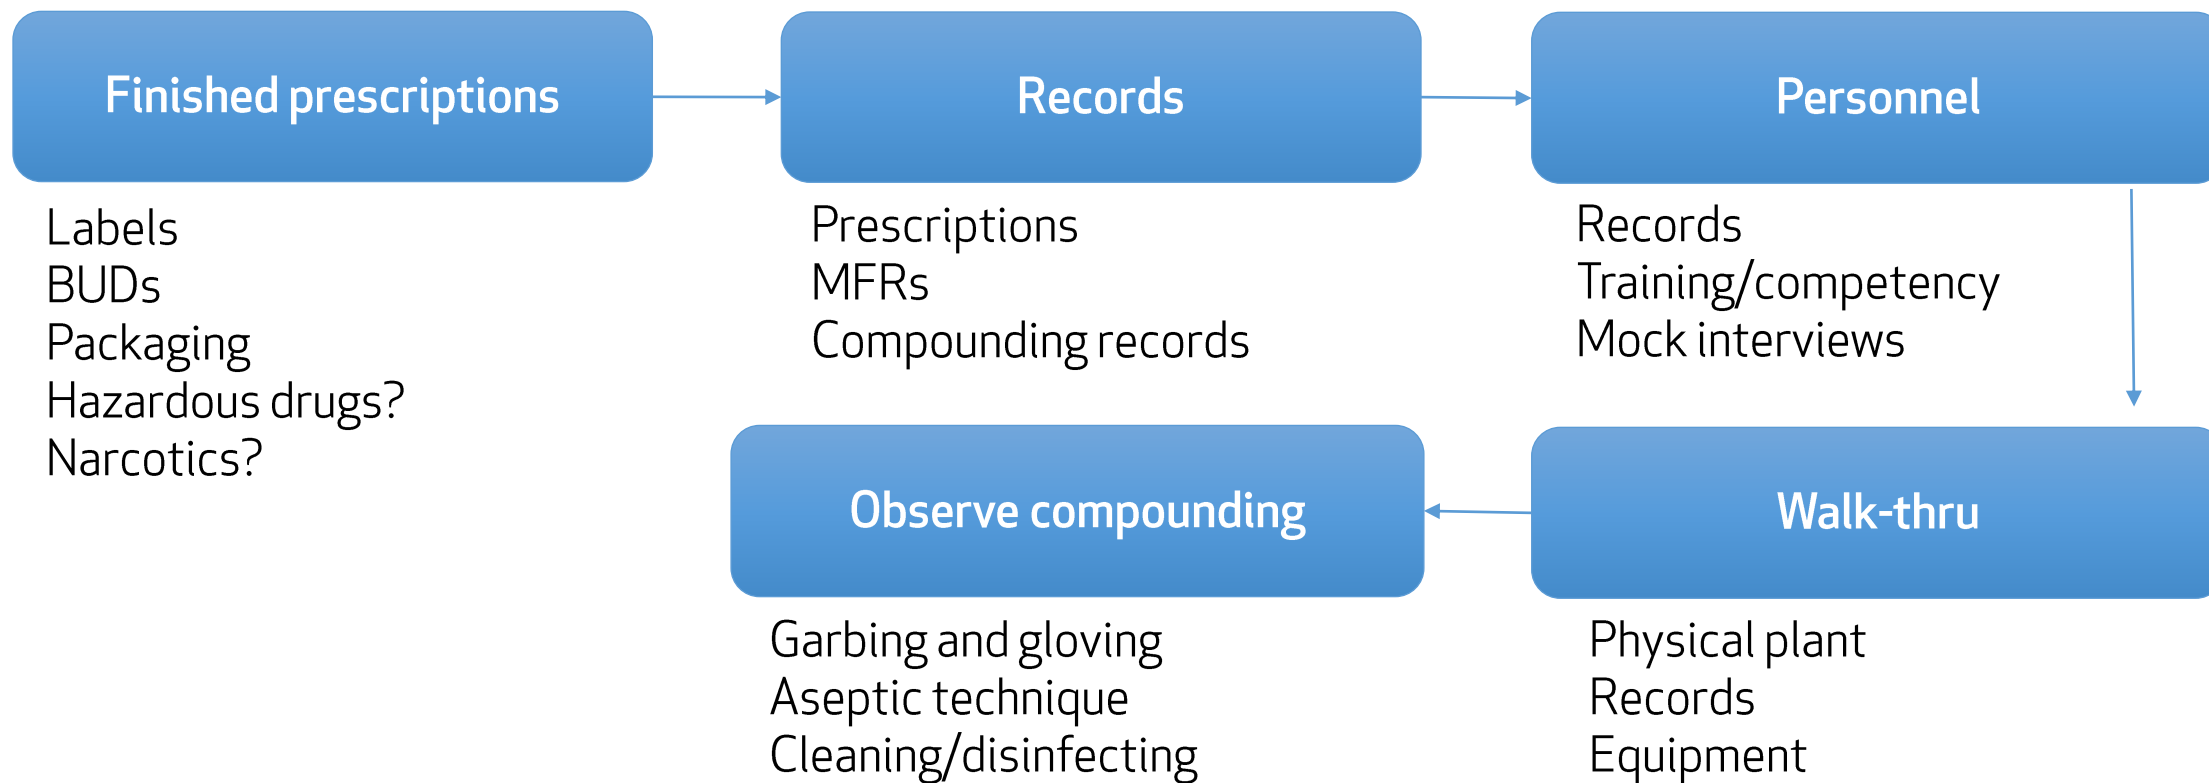 Finished prescriptions
Labels
BUDs
Packaging
Hazardous drugs?
Narcotics?
Records
Prescriptions
MFRs
Compounding records
Personnel
Records
Training/competency
Mock interviews
Walk-thru
Physical plant
Records
Equipment
Observe compounding
Garbing and gloving
Aseptic technique
Cleaning/disinfecting